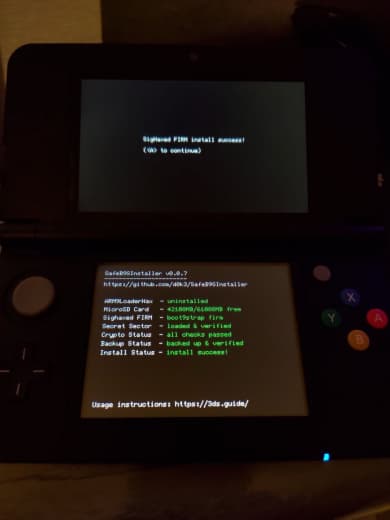 SigHaxed FIRM install success!
(<A> to continue)
SafeB9SInstaller v0.0.7
https://github.com/d0k3/SafeB9SInstaller
ARM9LoaderHax - uninstalled
MicroSD Card - 42180MB/61008MB free
Sighaxed FIRM - boot9strap firm
Secret Sector - loaded & verified
Crypto Status - all checks passed
Backup Status - backed up & verified
Install Status - install success!
Usage instructions: https://3ds.guide/
X
Y
A
B